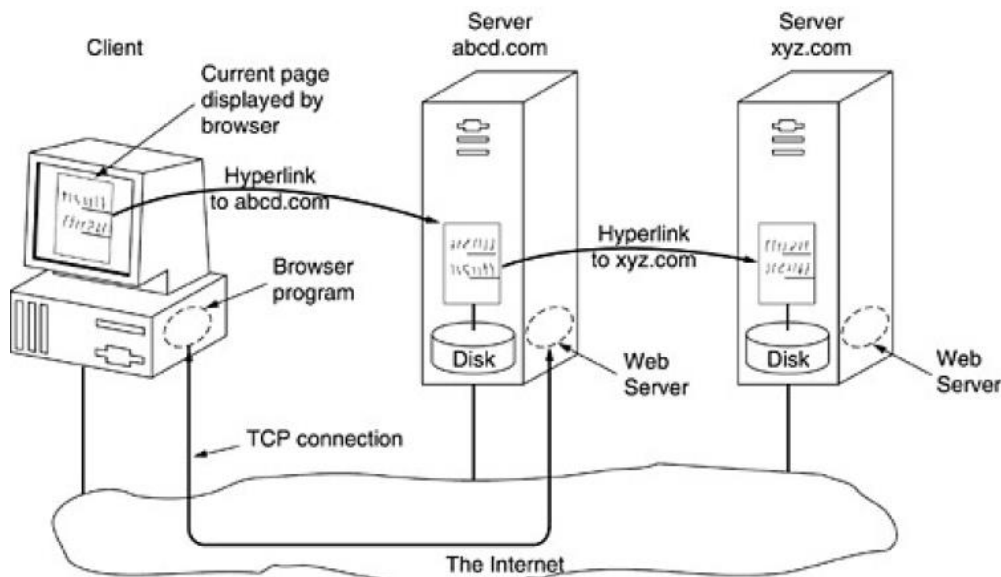 Client
Server
abcd.com
Server
xyz.com
Current page
displayed by
browser
Hyperlink
to abcd.com
Hyperlink
to xyz.com
Browser
program
Disk
Web
Server
Disk
Web
Server
TCP connection
The Internet